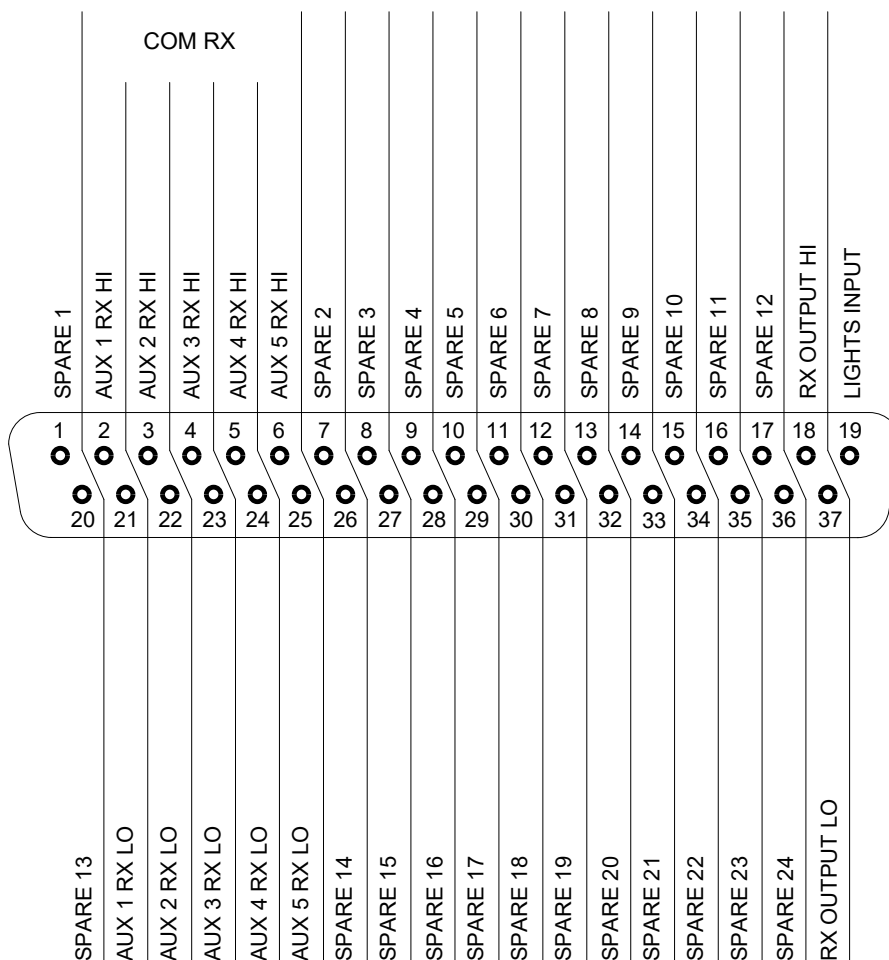 COM RX
SPARE 1
AUX 1 RX HI
AUX 2 RX HI
AUX 3 RX HI
AUX 4 RX HI
AUX 5 RX HI
SPARE 2
SPARE 3
SPARE 4
SPARE 5
SPARE 6
SPARE 7
SPARE 8
SPARE 9
SPARE 10
SPARE 11
SPARE 12
RX OUTPUT HI
LIGHTS INPUT
1 2 3 4 5 6 7 8 9 10 11 12 13 14 15 16 17 18 19
20 21 22 23 24 25 26 27 28 29 30 31 32 33 34 35 36 37
SPARE 13
AUX 1 RX LO
AUX 2 RX LO
AUX 3 RX LO
AUX 4 RX LO
AUX 5 RX LO
SPARE 14
SPARE 15
SPARE 16
SPARE 17
SPARE 18
SPARE 19
SPARE 20
SPARE 21
SPARE 22
SPARE 23
SPARE 24
RX OUTPUT LO